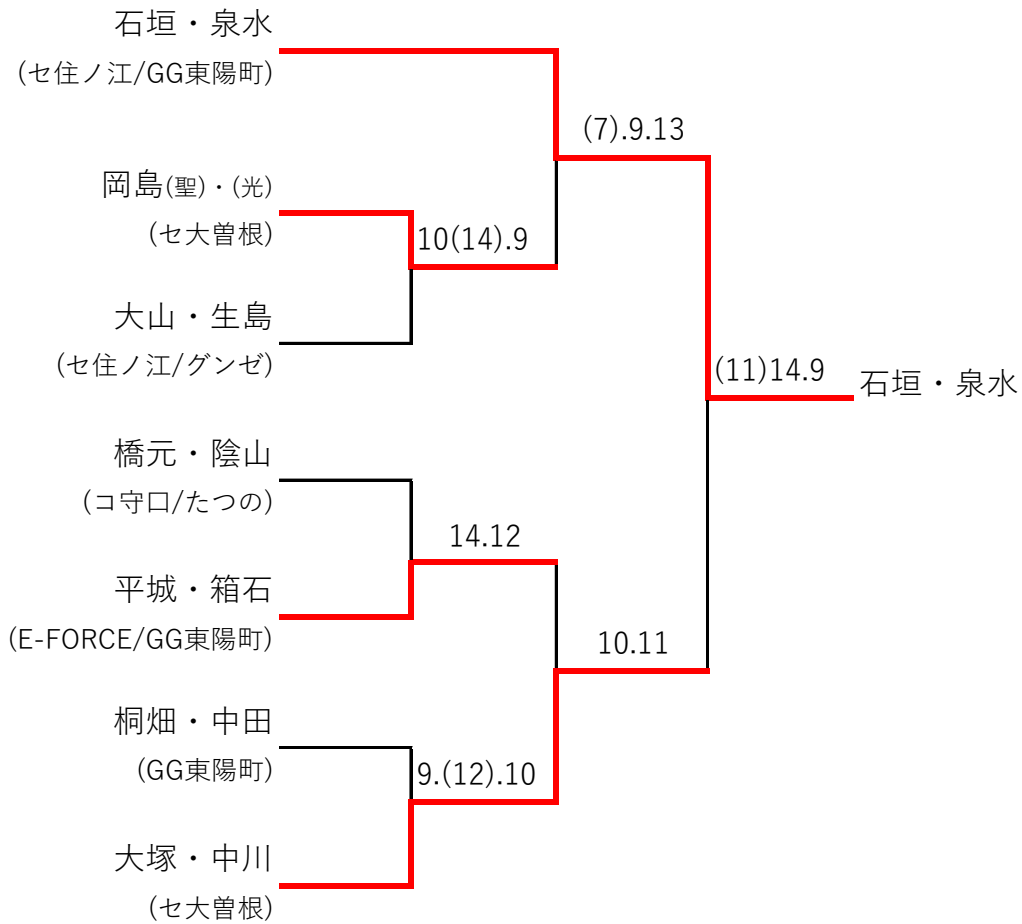 石垣・泉水
(セ住ノ江/GG東陽町)
(7).9.13
岡島(聖)・(光)
(セ大曽根)
10(14).9
大山・生島
(セ住ノ江/グンゼ)
(11)14.9
石垣・泉水
橋元・陰山
(コ守口/たつの)
14.12
平城・箱石
(E-FORCE/GG東陽町)
10.11
桐畑・中田
(GG東陽町)
9.(12).10
大塚・中川
(セ大曽根)